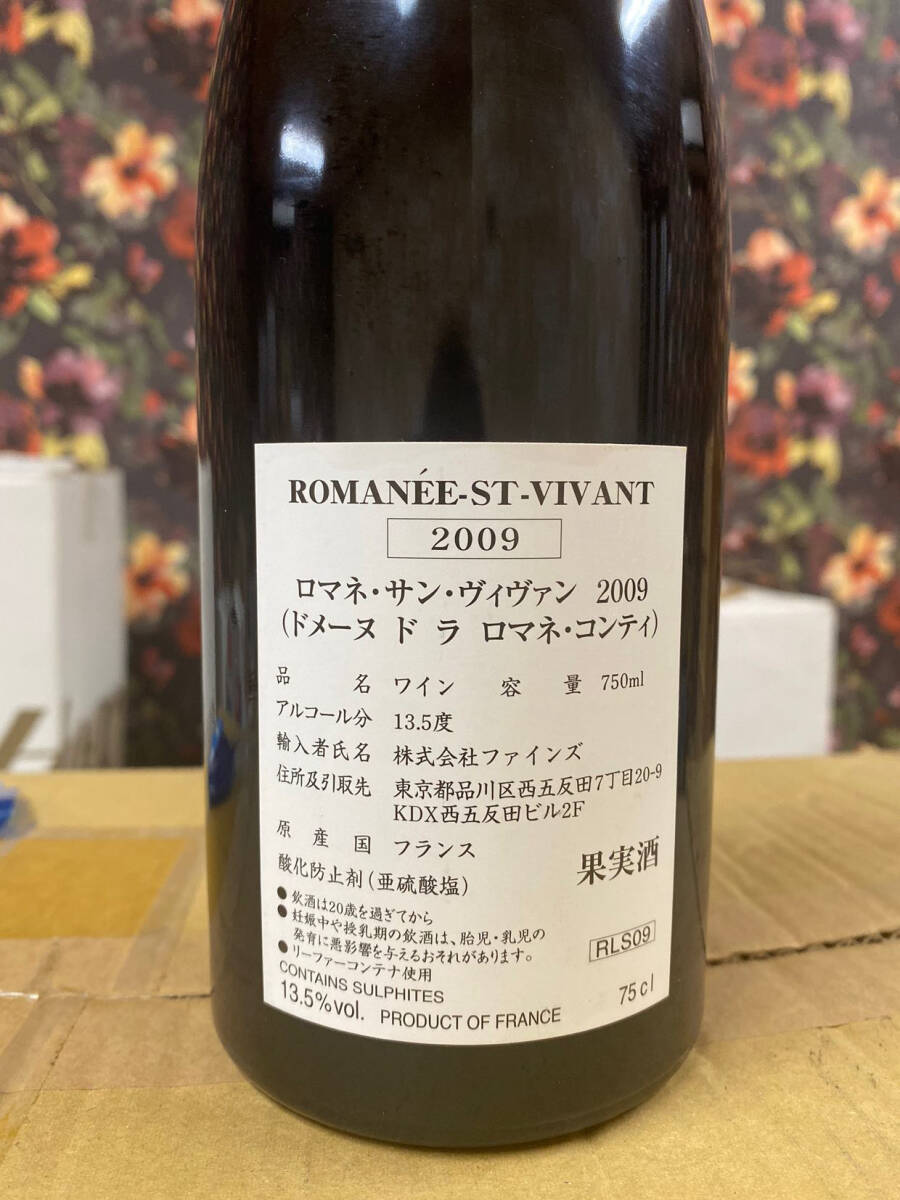 ROMANÉE-ST-VIVANT
2009
ロマネ・サン・ヴィヴァン 2009
(ドメーヌ ド ラ ロマネ・コンティ)
品名 ワイン 容量 750ml
アルコール分 13.5度
輸入者氏名 株式会社ファインズ
住所及引取先 東京都品川区西五反田7丁目20-9
KDX西五反田ビル2F
原産国 フランス
酸化防止剤(亜硫酸塩)
果実酒
●飲酒は20歳を過ぎてから
●妊娠中や授乳期の飲酒は、胎児・乳児の
発育に悪影響を与えるおそれがあります。
●リーファーコンテナ使用
RLS09
CONTAINS SULPHITES
13.5%vol. PRODUCT OF FRANCE 75cl